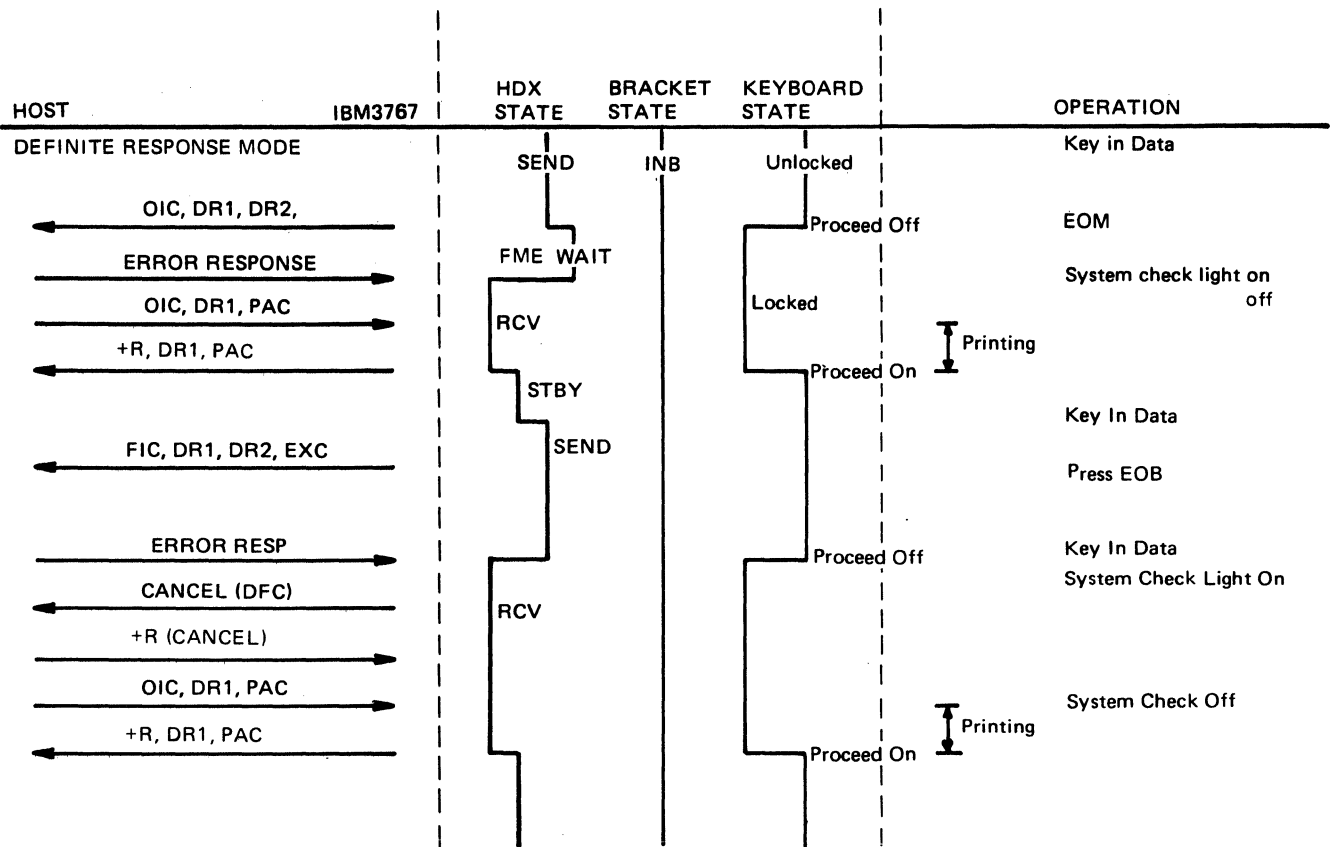 HOST IBM3767 HDX STATE BRACKET STATE KEYBOARD STATE OPERATION
DEFINITE RESPONSE MODE Key in Data
SEND INB Unlocked
OIC, DR1, DR2, Proceed Off EOM
FME WAIT
ERROR RESPONSE System check light on
off
OIC, DR1, PAC Locked
RCV
+R, DR1, PAC Printing
Proceed On
STBY
Key In Data
FIC, DR1, DR2, EXC SEND
Press EOB
ERROR RESP Proceed Off Key In Data
System Check Light On
CANCEL (DFC)
RCV
+R (CANCEL)
OIC, DR1, PAC System Check Off
+R, DR1, PAC Printing
Proceed On